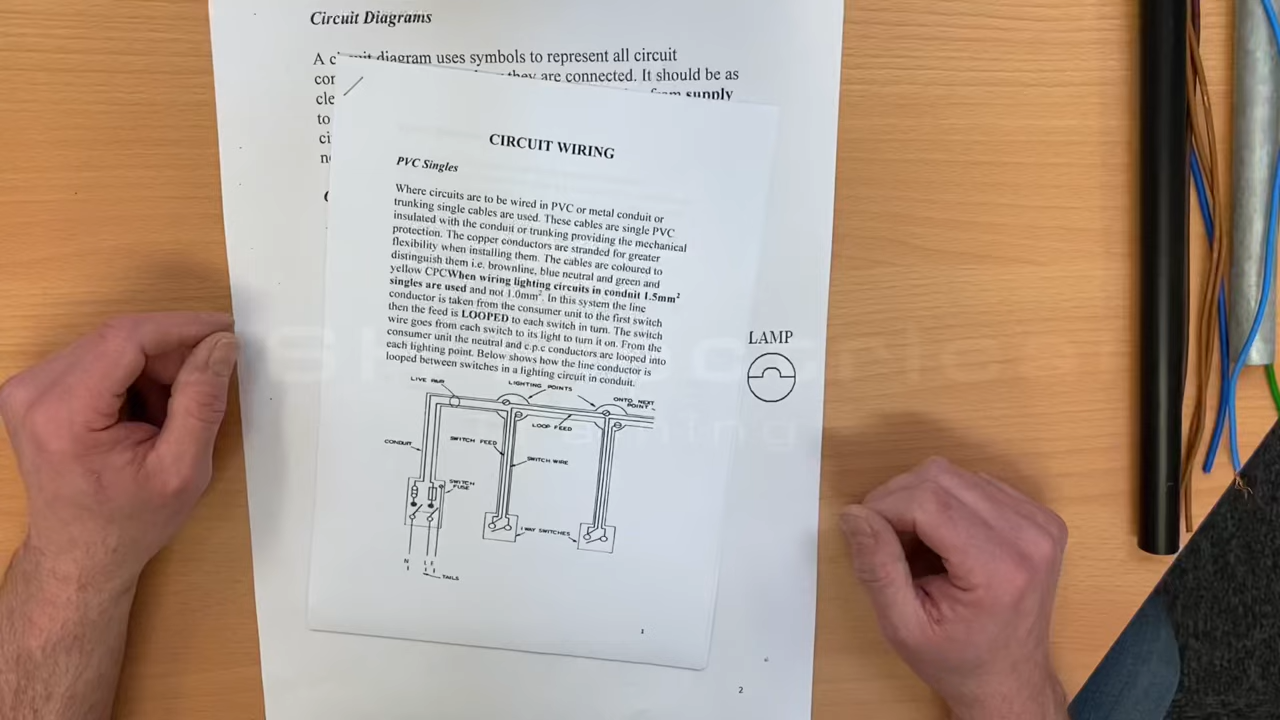 Circuit Diagrams
A c diagram uses symbols to represent all circuit
cor they are connected. It should be as
cle from supply
to
ci
n
CIRCUIT WIRING
PVC Singles
Where circuits are to be wired in PVC or metal conduit or
trunking single cables are used. These cables are single PVC
insulated with the conduit or trunking providing the mechanical
protection. The copper conductors are stranded for greater
flexibility when installing them. The cables are coloured to
distinguish them i.e. brownline, blue neutral and green and
yellow CPCWhen wiring lighting circuits in conduit 1.5mm²
singles are used and not 1.0mm². In this system the line
conductor is taken from the consumer unit to the first switch
then the feed is LOOPED to each switch in turn. The switch
wire goes from each switch to its light to turn it on. From the
consumer unit the neutral and c.p.c conductors are looped into
each lighting point. Below shows how the line conductor is
looped between switches in a lighting circuit in conduit.
LIVE PAIR
LIGHTING POINTS
ONTO NEXT
POINT
LOOP FEED
CONDUIT
SWITCH FEED
SWITCH WIRE
SWITCH
FUSE
1 WAY SWITCHES
N L E
TAILS
1
LAMP
2
training